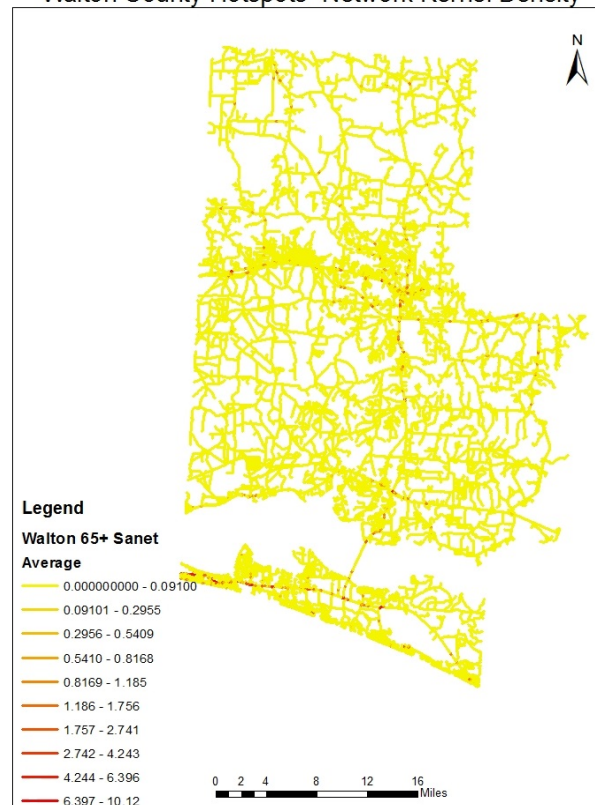 Walton County Hotspots- Network Kernel Density
N
Legend
Walton 65+ Sanet
Average
0.000000000 - 0.09100
0.09101 - 0.2955
0.2956 - 0.5409
0.5410 - 0.8168
0.8169 - 1.185
1.186 - 1.756
1.757 - 2.741
2.742 - 4.243
4.244 - 6.396
6.397 - 10.12
0 2 4 8 12 16
Miles